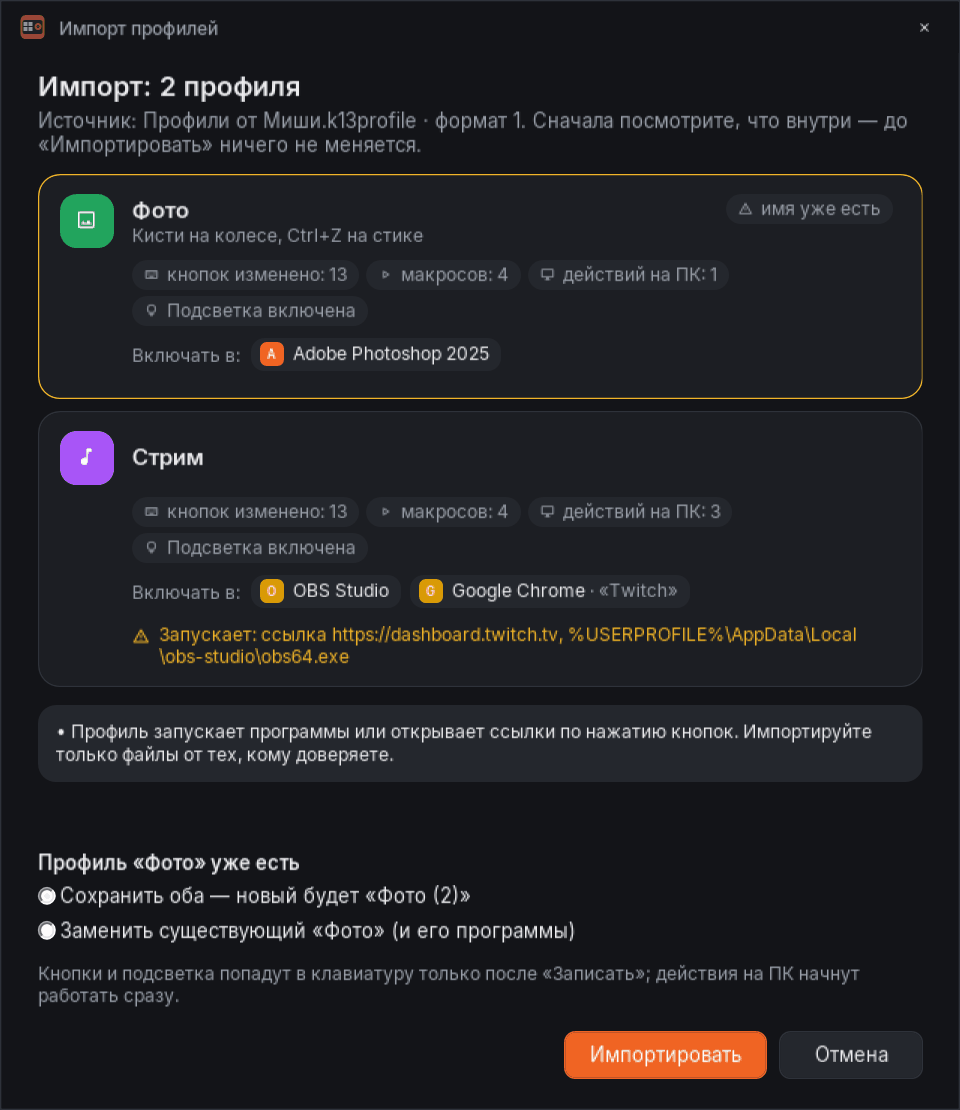 Импорт профилей
×
Импорт: 2 профиля
Источник: Профили от Миши.k13profile · формат 1. Сначала посмотрите, что внутри — до
«Импортировать» ничего не меняется.
Фото
имя уже есть
Кисти на колесе, Ctrl+Z на стике
кнопок изменено: 13 макросов: 4 действий на ПК: 1
Подсветка включена
Включать в: A Adobe Photoshop 2025
Стрим
кнопок изменено: 13 макросов: 4 действий на ПК: 3
Подсветка включена
Включать в: O OBS Studio G Google Chrome · «Twitch»
Запускает: ссылка https://dashboard.twitch.tv, %USERPROFILE%\AppData\Local
\obs-studio\obs64.exe
• Профиль запускает программы или открывает ссылки по нажатию кнопок. Импортируйте
только файлы от тех, кому доверяете.
Профиль «Фото» уже есть
Сохранить оба — новый будет «Фото (2)»
Заменить существующий «Фото» (и его программы)
Кнопки и подсветка попадут в клавиатуру только после «Записать»; действия на ПК начнут
работать сразу.
Импортировать Отмена